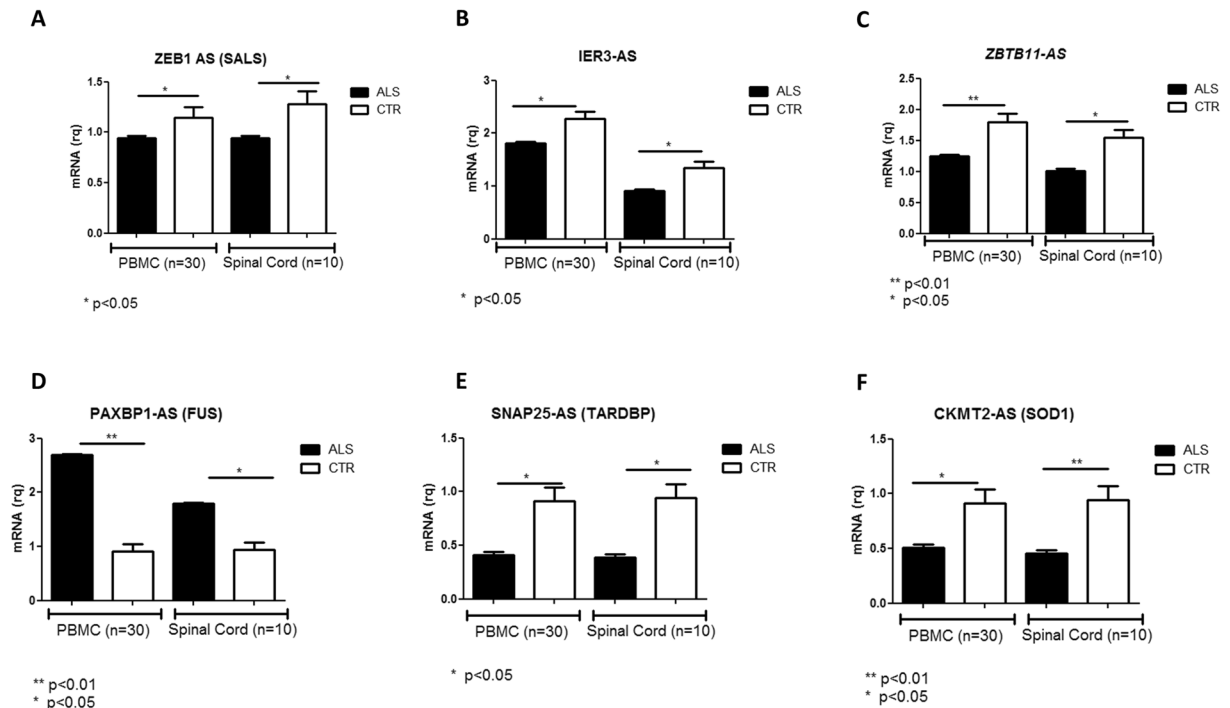 A
ZEB1 AS (SALS)
mRNA (rq)
1.5
1.0
0.5
0.0
*
*
ALS
CTR
PBMC (n=30)
Spinal Cord (n=10)
* p<0.05
B
IER3-AS
mRNA (rq)
3
2
1
0
*
*
ALS
CTR
PBMC (n=30)
Spinal Cord (n=10)
* p<0.05
C
ZBTB11-AS
mRNA (rq)
2.5
2.0
1.5
1.0
0.5
0.0
**
*
ALS
CTR
PBMC (n=30)
Spinal Cord (n=10)
** p<0.01
* p<0.05
D
PAXBP1-AS (FUS)
mRNA (rq)
3
2
1
0
**
*
ALS
CTR
PBMC (n=30)
Spinal Cord (n=10)
** p<0.01
* p<0.05
E
SNAP25-AS (TARDBP)
mRNA (rq)
1.5
1.0
0.5
0.0
*
*
ALS
CTR
PBMC (n=30)
Spinal Cord (n=10)
* p<0.05
F
CKMT2-AS (SOD1)
mRNA (rq)
1.5
1.0
0.5
0.0
*
**
ALS
CTR
PBMC (n=30)
Spinal Cord (n=10)
** p<0.01
* p<0.05